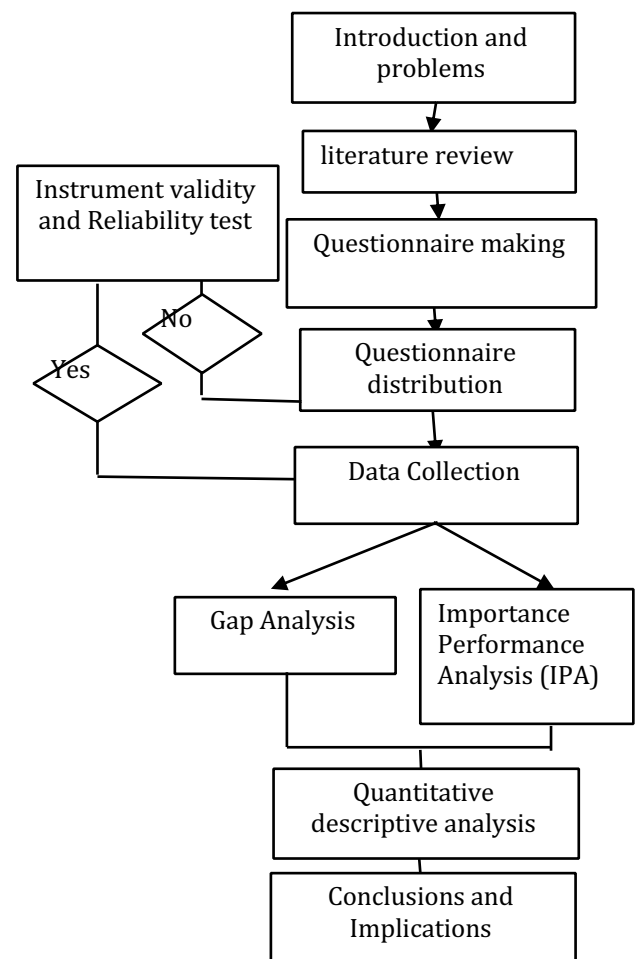 Introduction and
problems
literature review
Instrument validity
and Reliability test
Questionnaire making
No
Questionnaire
distribution
Yes
Data Collection
Gap Analysis
Importance
Performance
Analysis (IPA)
Quantitative
descriptive analysis
Conclusions and
Implications